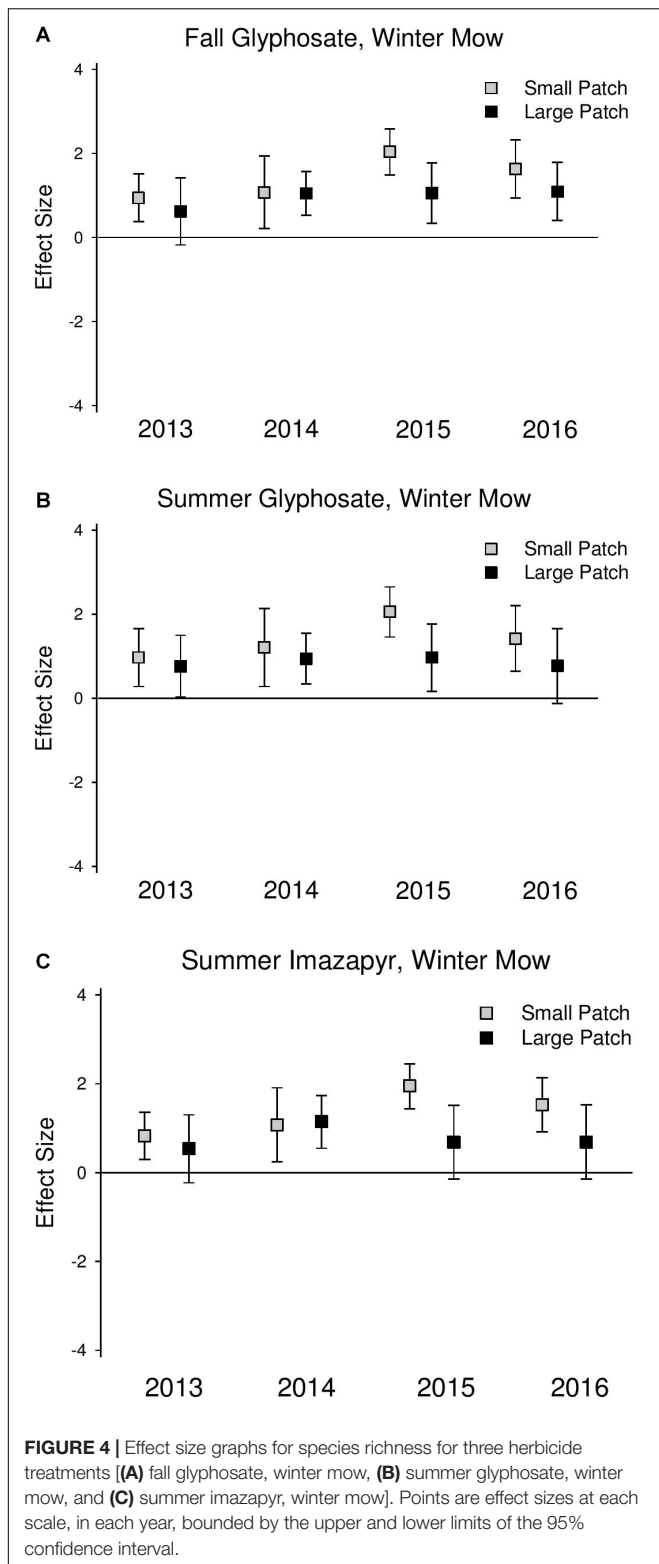 A
Fall Glyphosate, Winter Mow
4
Small Patch
Large Patch
2
0
-2
-4
Effect Size
2013 2014 2015 2016
B
Summer Glyphosate, Winter Mow
4
Small Patch
Large Patch
2
0
-2
-4
Effect Size
2013 2014 2015 2016
C
Summer Imazapyr, Winter Mow
4
Small Patch
Large Patch
2
0
-2
-4
Effect Size
2013 2014 2015 2016
FIGURE 4 | Effect size graphs for species richness for three herbicide
treatments [(A) fall glyphosate, winter mow, (B) summer glyphosate, winter
mow, and (C) summer imazapyr, winter mow]. Points are effect sizes at each
scale, in each year, bounded by the upper and lower limits of the 95%
confidence interval.